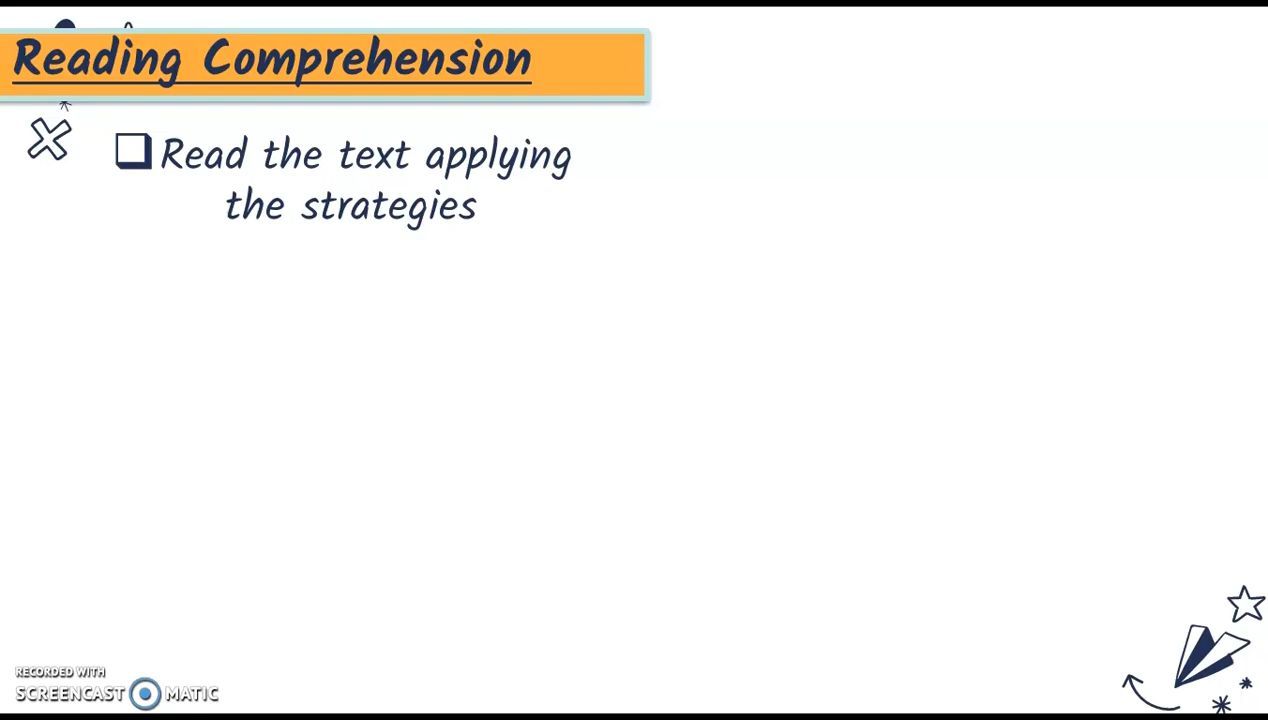 Reading Comprehension
Read the text applying
the strategies
RECORDED WITH
SCREENCAST MATIC